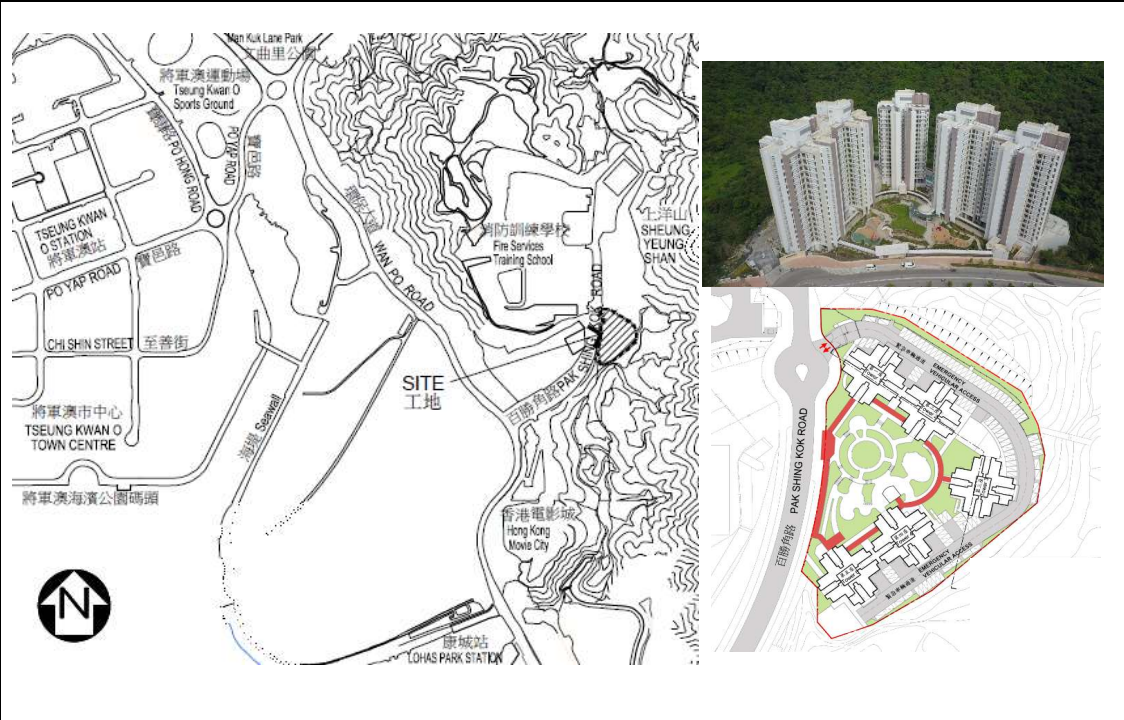 Man Kuk Lane Park
文曲里公園
將軍澳運動場
Tseung Kwan O
Sports Ground
寶康路 PO HONG ROAD
PO YAP ROAD
寶邑路
環保大道
WAN PO ROAD
消防訓練學校
Fire Services
Training School
上洋山
SHEUNG
YEUNG
SHAN
TSEUNG KWAN
O STATION
將軍澳站
PO YAP ROAD
寶邑路
CHI SHIN STREET 至善街
SITE
工地
百勝角路 PAK SHING KOK ROAD
將軍澳市中心
TSEUNG KWAN O
TOWN CENTRE
海堤 Seawall
將軍澳海濱公園碼頭
香港電影城
Hong Kong
Movie City
N
康城站
LOHAS PARK STATION
緊急車輛通道
EMERGENCY
VEHICULAR ACCESS
Tower
Tower
Tower
Tower
Tower
緊急車輛通道
EMERGENCY
VEHICULAR ACCESS
百勝角路 PAK SHING KOK ROAD